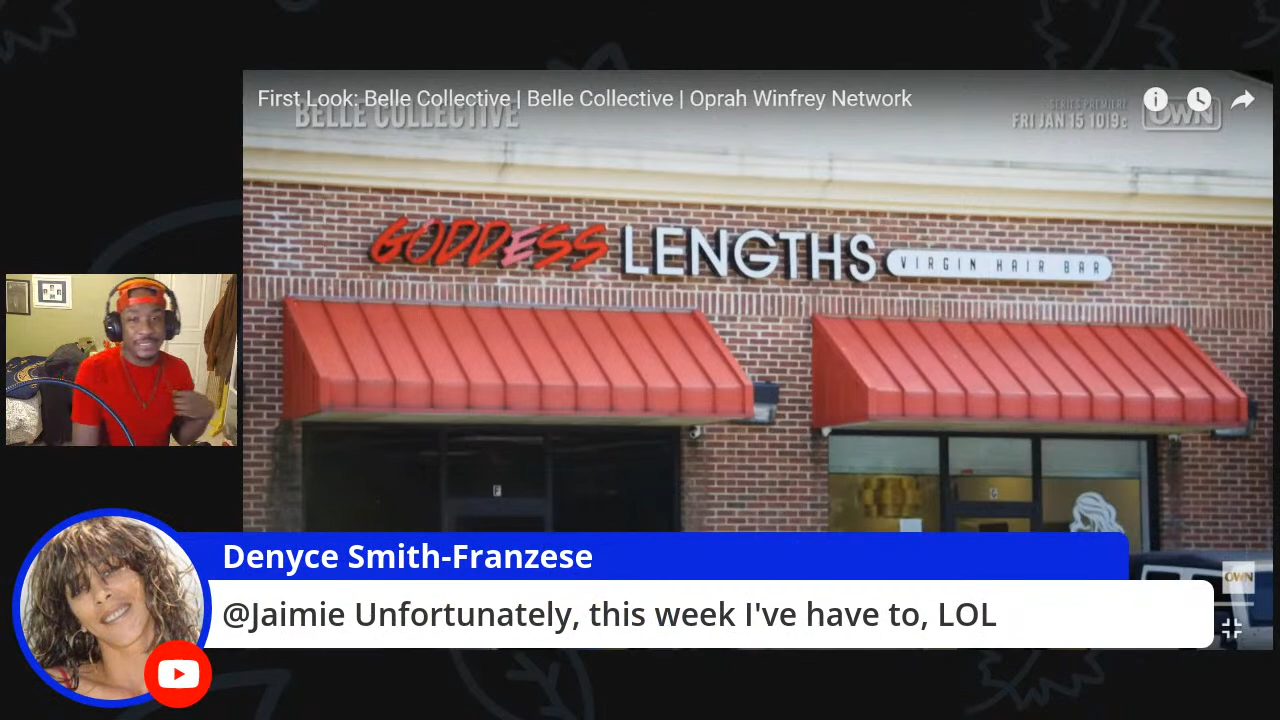 First Look: Belle Collective | Belle Collective | Oprah Winfrey Network
BELLE COLLECTIVE
SERIES PREMIERE
FRI JAN 15 10|9c
OWN
GODDESS LENGTHS VIRGIN HAIR BAR
F
G
OWN
Denyce Smith-Franzese
@Jaimie Unfortunately, this week I've have to, LOL